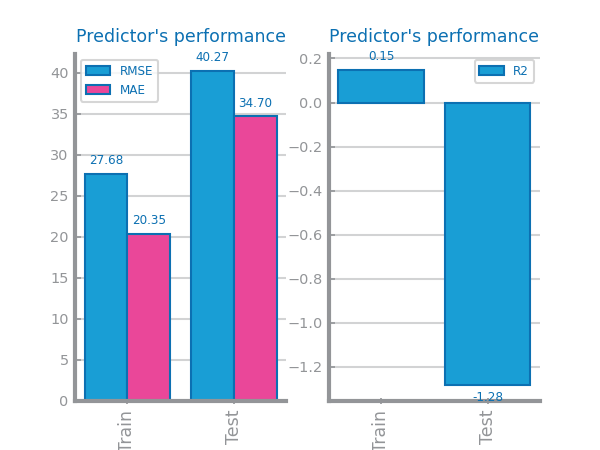 Predictor's performance
RMSE
MAE
40
35
30
25
20
15
10
5
0
27.68
20.35
40.27
34.70
Train
Test
Predictor's performance
R2
0.2
0.0
−0.2
−0.4
−0.6
−0.8
−1.0
−1.2
0.15
-1.28
Train
Test